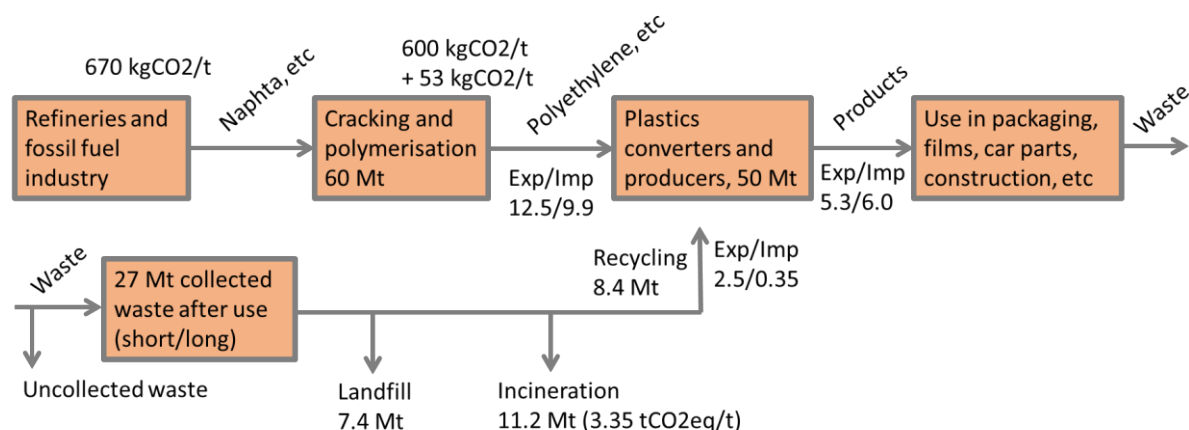 670 kgCO2/t
600 kgCO2/t
+ 53 kgCO2/t
Refineries and
fossil fuel
industry
Naphta, etc
Cracking and
polymerisation
60 Mt
Polyethylene, etc
Exp/Imp
12.5/9.9
Plastics
converters and
producers, 50 Mt
Products
Exp/Imp
5.3/6.0
Use in packaging,
films, car parts,
construction, etc
Waste
Waste
27 Mt collected
waste after use
(short/long)
Uncollected waste
Landfill
7.4 Mt
Incineration
11.2 Mt (3.35 tCO2eq/t)
Recycling
8.4 Mt
Exp/Imp
2.5/0.35